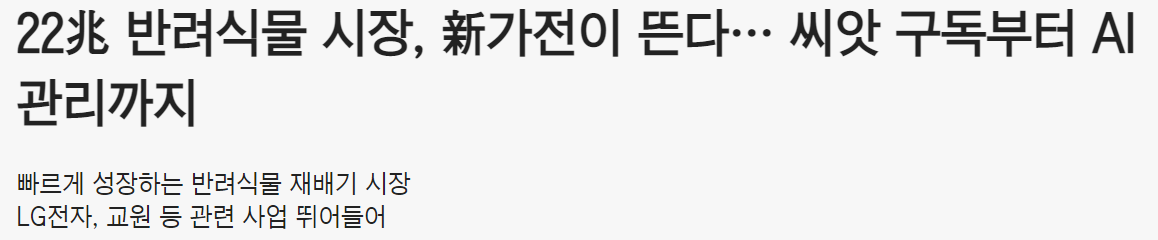 22兆 반려식물 시장, 新가전이 뜬다… 씨앗 구독부터 AI
관리까지
빠르게 성장하는 반려식물 재배기 시장
LG전자, 교원 등 관련 사업 뛰어들어